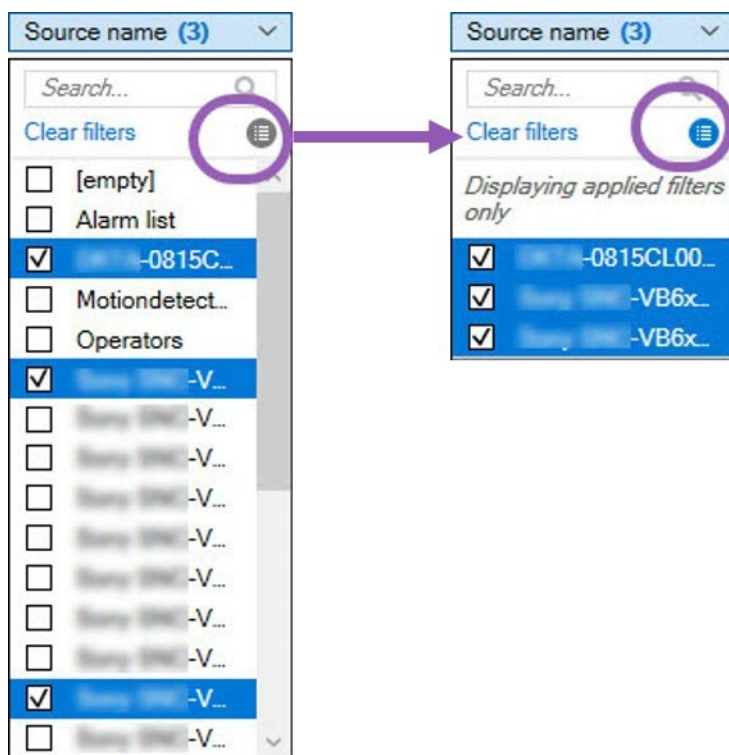 Source name (3)
Search...
Clear filters
[empty]
Alarm list
-0815C...
Motiondetect...
Operators
-V...
-V...
-V...
-V...
-V...
-V...
-V...
-V...
-V...
-V...
Source name (3)
Search...
Clear filters
Displaying applied filters
only
-0815CL00...
-VB6x...
-VB6x...